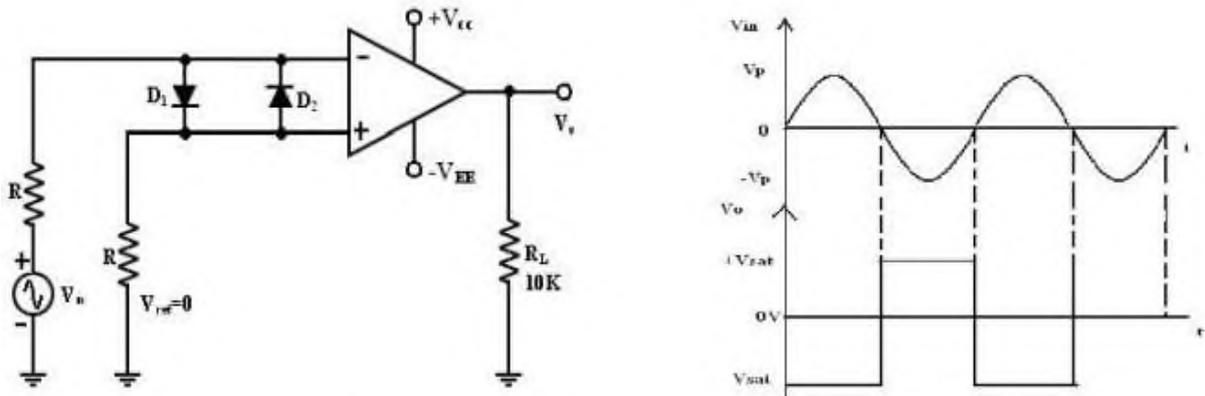 +Vcc
-
D1
D2
+
Vo
-VEE
R
R
RL
10K
+
Vin
-
Vref=0
Vin
Vp
0
t
-Vp
Vo
+Vsat
0V
t
Vsat